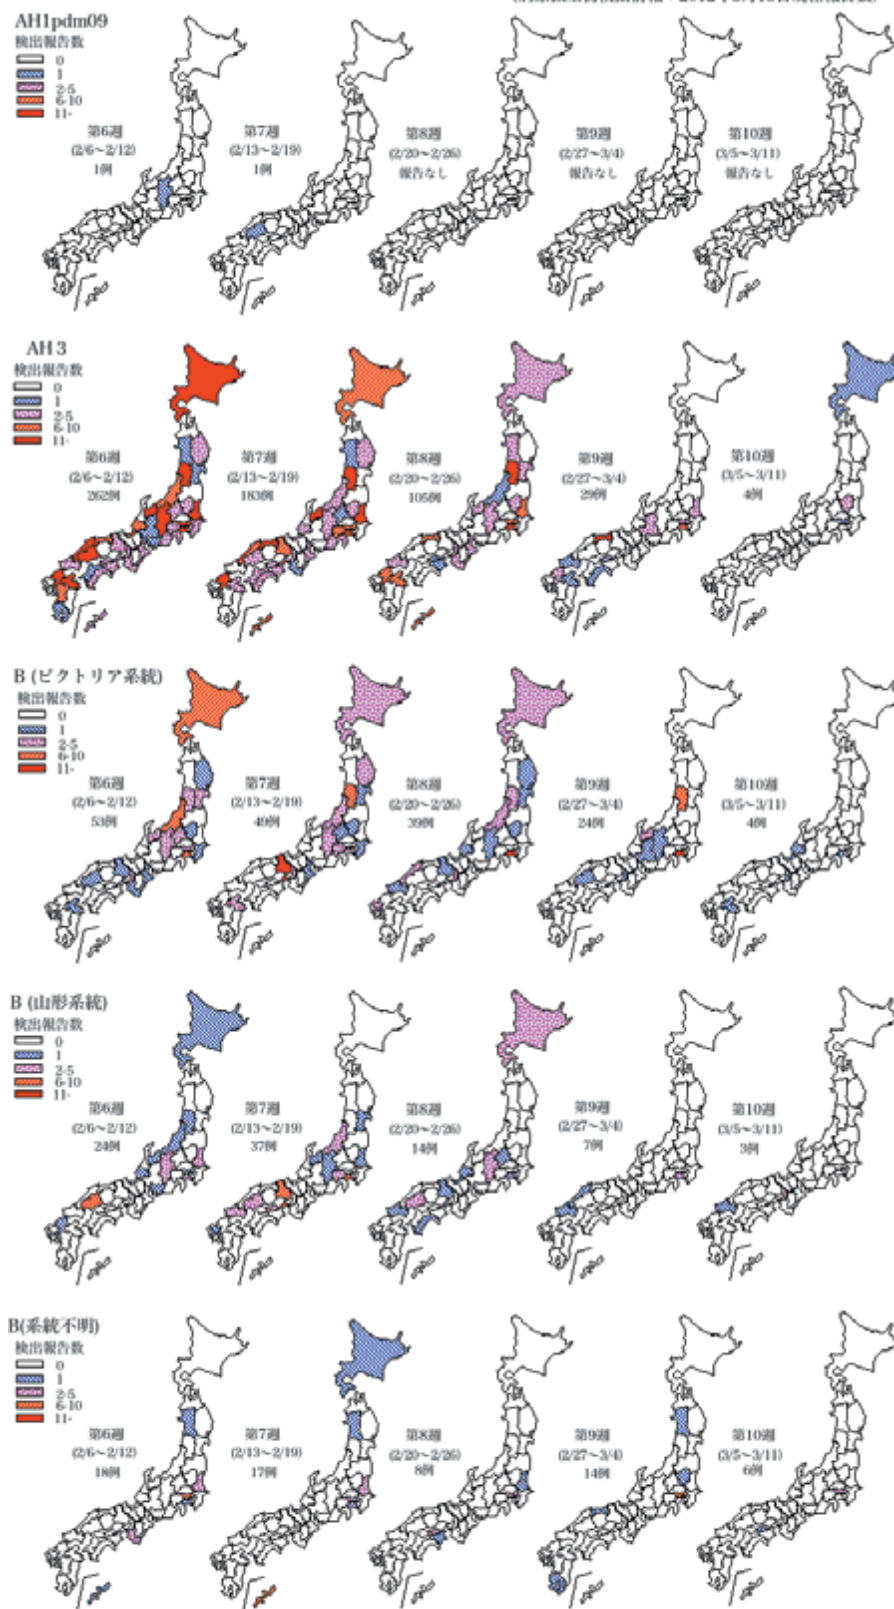 AH1pdm09
検出報告数
0
1
2-5
6-10
11-
第6週
(2/6～2/12)
1例
第7週
(2/13～2/19)
1例
第8週
(2/20～2/26)
報告なし
第9週
(2/27～3/4)
報告なし
第10週
(3/5～3/11)
報告なし
AH3
検出報告数
0
1
2-5
6-10
11-
第6週
(2/6～2/12)
262例
第7週
(2/13～2/19)
183例
第8週
(2/20～2/26)
105例
第9週
(2/27～3/4)
29例
第10週
(3/5～3/11)
4例
B (ビクトリア系統)
検出報告数
0
1
2-5
6-10
11-
第6週
(2/6～2/12)
53例
第7週
(2/13～2/19)
49例
第8週
(2/20～2/26)
39例
第9週
(2/27～3/4)
24例
第10週
(3/5～3/11)
4例
B (山形系統)
検出報告数
0
1
2-5
6-10
11-
第6週
(2/6～2/12)
24例
第7週
(2/13～2/19)
37例
第8週
(2/20～2/26)
14例
第9週
(2/27～3/4)
7例
第10週
(3/5～3/11)
3例
B(系統不明)
検出報告数
0
1
2-5
6-10
11-
第6週
(2/6～2/12)
18例
第7週
(2/13～2/19)
17例
第8週
(2/20～2/26)
8例
第9週
(2/27～3/4)
14例
第10週
(3/5～3/11)
6例